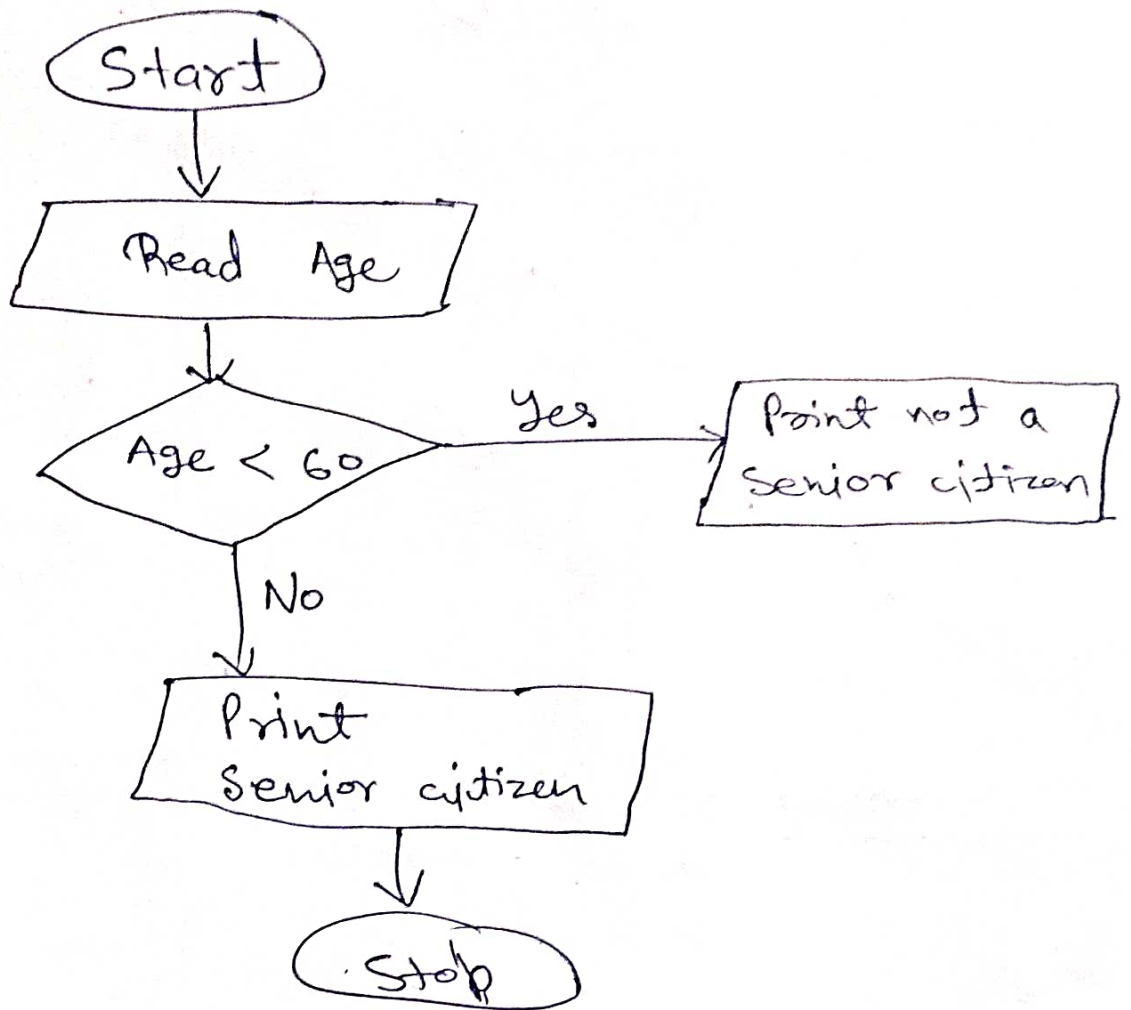 Start
Read Age
Age < 60
Yes
Print not a
Senior citizen
No
Print
Senior citizen
Stop